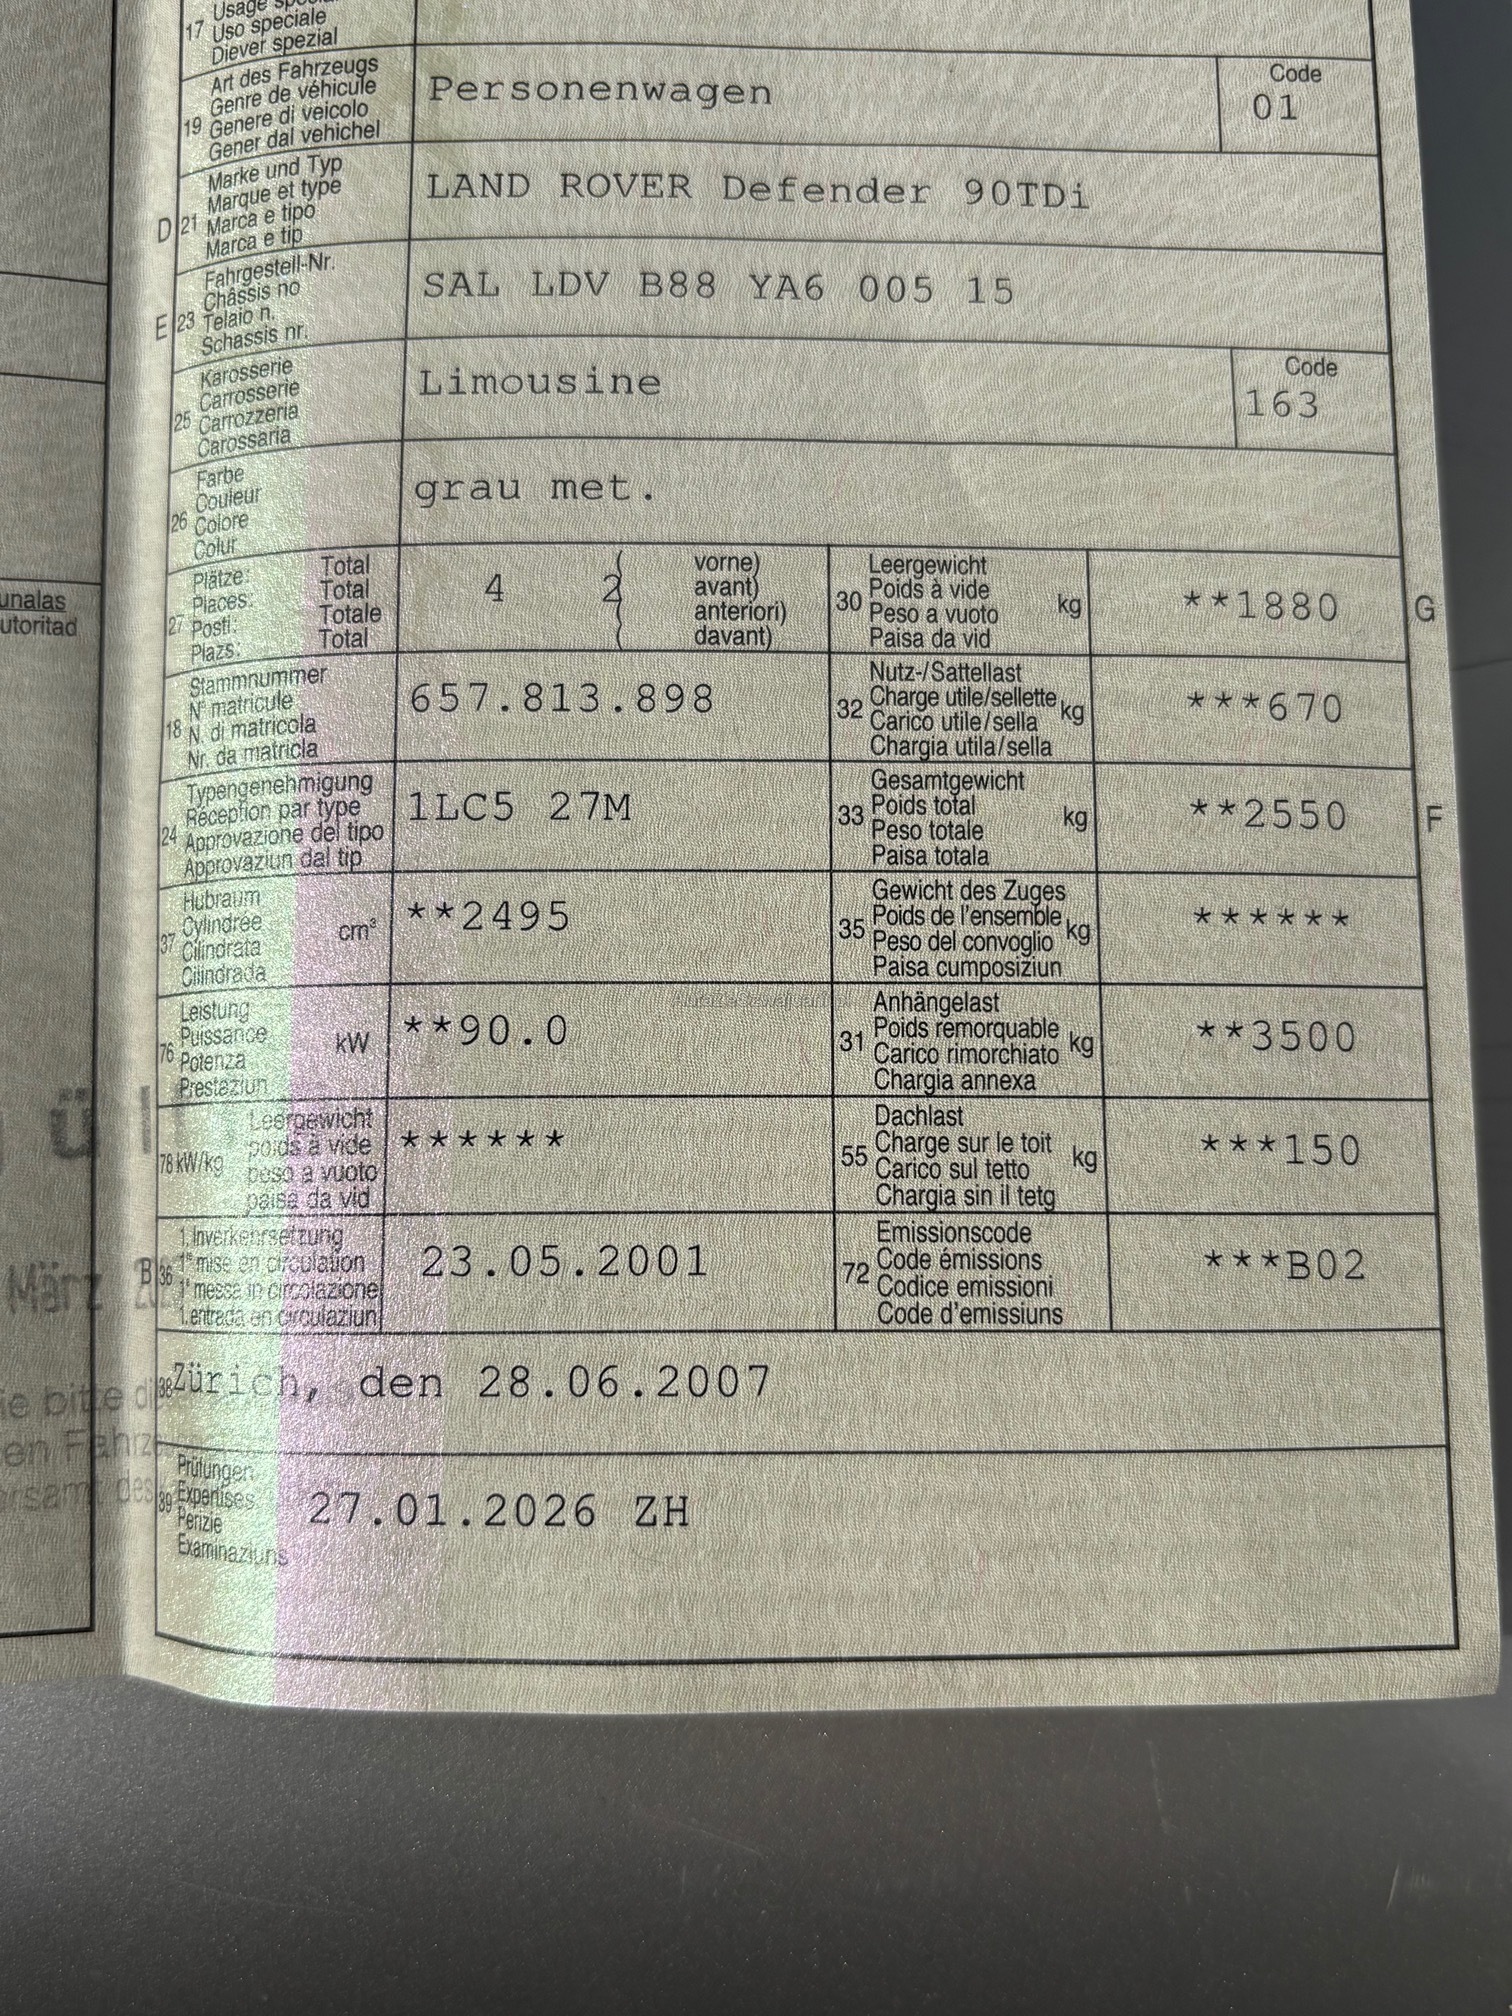 17 Uso speciale
Diever spezial
19 Art des Fahrzeugs
Genre de véhicule
Genere di veicolo
Gener dal vehichel
Personenwagen
Code
01
D 21 Marke und Typ
Marque et type
Marca e tipo
Marca e tip
LAND ROVER Defender 90TDi
E 23 Fahrgestell-Nr.
Châssis no
Telaio n.
Schassis nr.
SAL LDV B88 YA6 005 15
25 Karosserie
Carrosserie
Carrozzeria
Carossaria
Limousine
Code
163
26 Farbe
Couleur
Colore
Colur
grau met.
27 Plätze: Total
Places: Total
Posti: Totale
Plazs: Total
4 2
vorne)
avant)
anteriori)
davant)
30 Leergewicht
Poids à vide
Peso a vuoto
Paisa da vid
kg
**1880
G
18 Stammnummer
N° matricule
N. di matricola
Nr. da matricla
657.813.898
32 Nutz-/Sattellast
Charge utile/sellette
Carico utile/sella
Chargia utila/sella
kg
***670
24 Typengenehmigung
Réception par type
Approvazione del tipo
Approvaziun dal tip
1LC5 27M
33 Gesamtgewicht
Poids total
Peso totale
Paisa totala
kg
**2550
F
37 Hubraum
Cylindrée
Cilindrata
Cilindrada
cm³
**2495
35 Gewicht des Zuges
Poids de l'ensemble
Peso del convoglio
Paisa cumposiziun
kg
******
76 Leistung
Puissance
Potenza
Prestaziun
kW
**90.0
31 Anhängelast
Poids remorquable
Carico rimorchiato
Chargia annexa
kg
**3500
78 kW/kg
Leergewicht
poids à vide
peso a vuoto
paisa da vid
******
55 Dachlast
Charge sur le toit
Carico sul tetto
Chargia sin il tetg
kg
***150
B 36 1. Inverkehrsetzung
1re mise en circulation
1a messa in circolazione
1. entrada en circulaziun
23.05.2001
72 Emissionscode
Code émissions
Codice emissioni
Code d'emissiuns
***B02
38 Zürich, den 28.06.2007
39 Prüfungen
Expertises
Perizie
Examinaziuns
27.01.2026 ZH
März
bitte